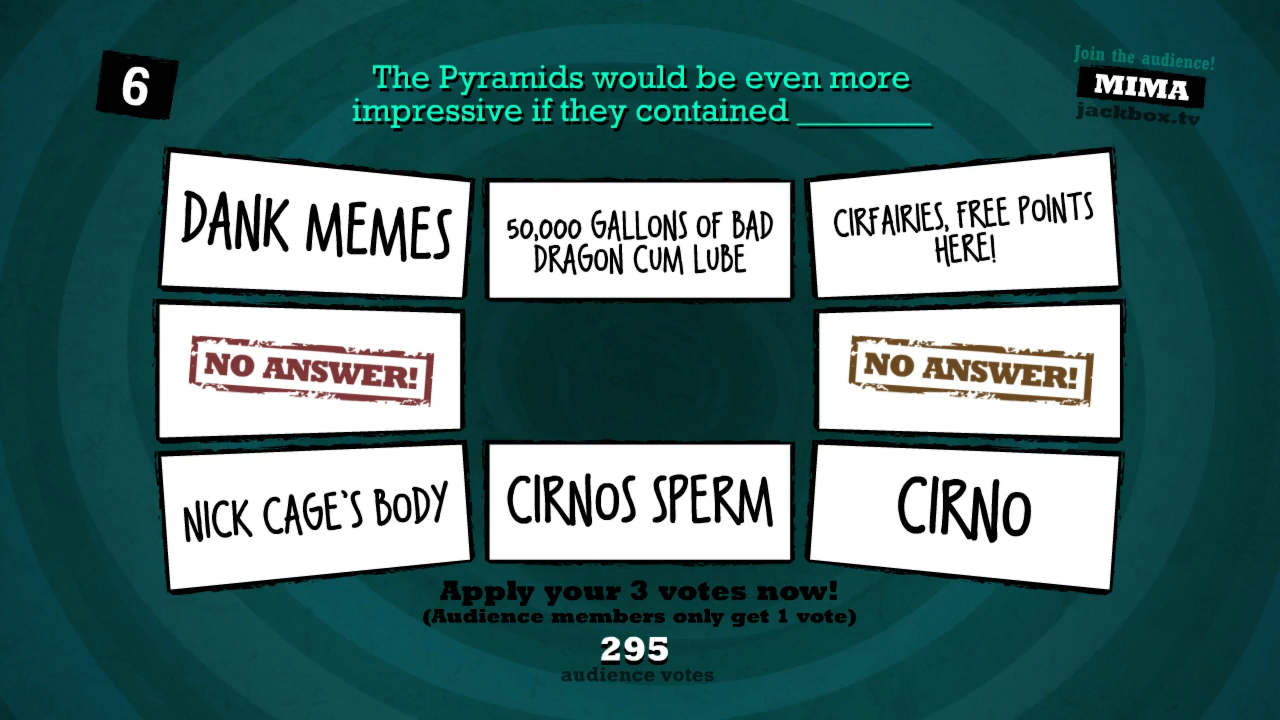 6
The Pyramids would be even more
impressive if they contained ________
Join the audience!
MIMA
jackbox.tv
DANK MEMES
50,000 GALLONS OF BAD
DRAGON CUM LUBE
CIRFAIRIES, FREE POINTS
HERE!
NO ANSWER!
NO ANSWER!
NICK CAGE'S BODY
CIRNOS SPERM
CIRNO
Apply your 3 votes now!
(Audience members only get 1 vote)
295
audience votes